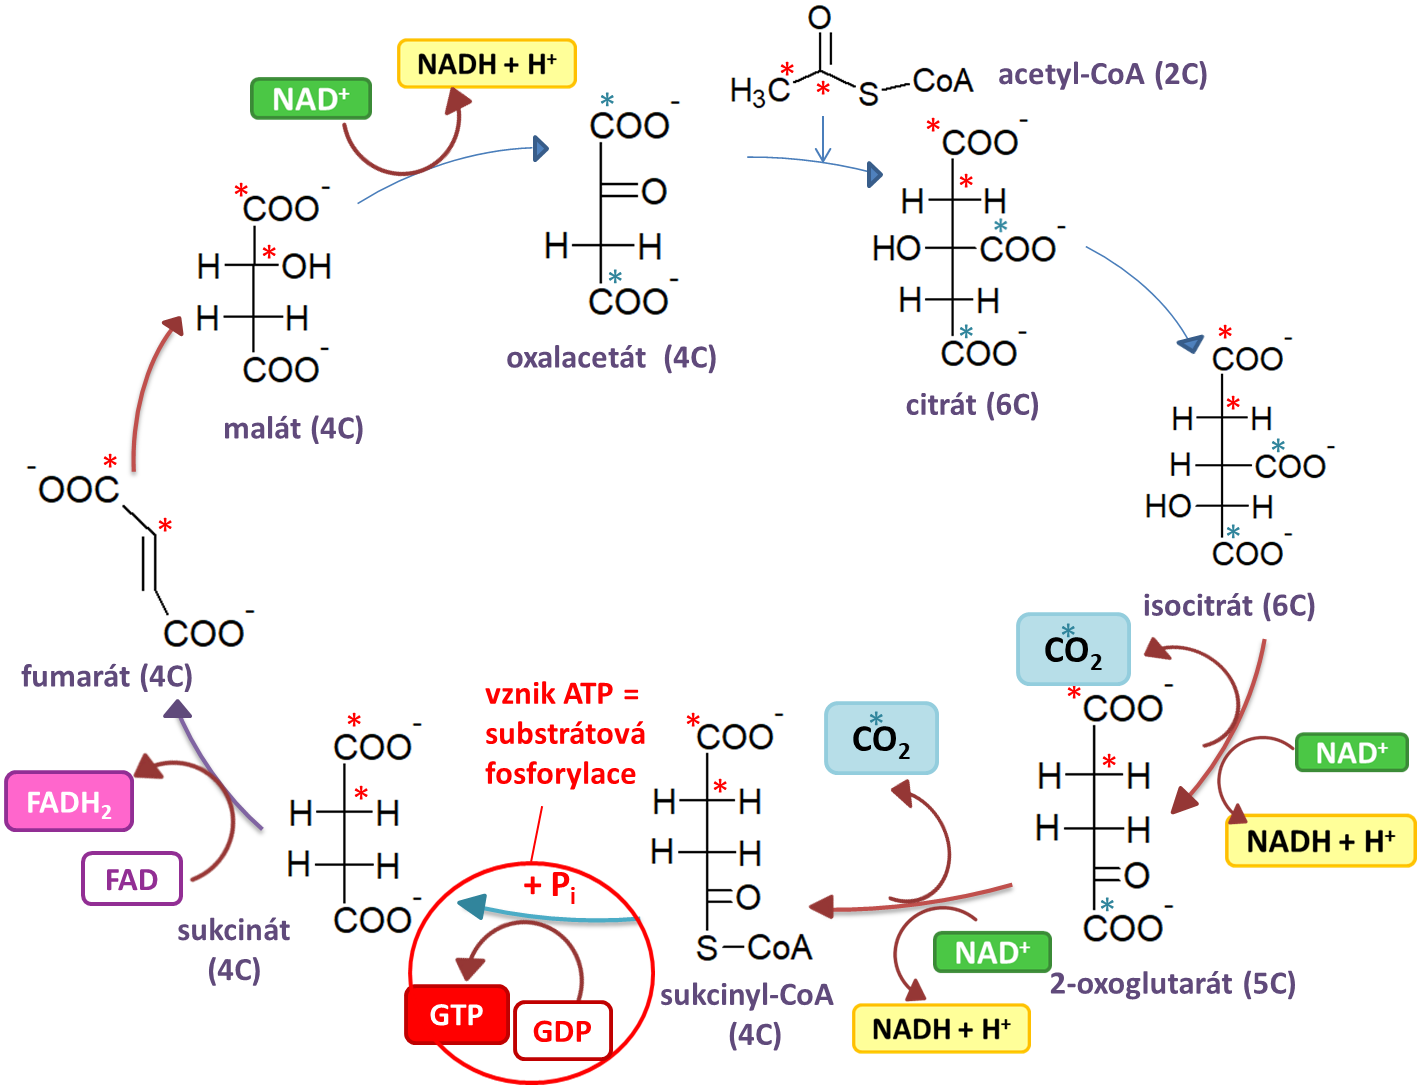 O
H₃C
S
CoA
acetyl-CoA (2C)
*
*
NADH + H⁺
NAD⁺
*
COO⁻
O
H
H
*
COO⁻
oxalacetát (4C)
*
COO⁻
*
H
H
*
HO
COO⁻
H
H
*
COO⁻
citrát (6C)
*
COO⁻
*
H
H
*
H
COO⁻
HO
H
*
COO⁻
isocitrát (6C)
*
CO₂
NAD⁺
NADH + H⁺
*
COO⁻
*
H
H
H
H
O
*
COO⁻
2-oxoglutarát (5C)
*
CO₂
NAD⁺
NADH + H⁺
*
COO⁻
*
H
H
H
H
O
S
CoA
sukcinyl-CoA
(4C)
vznik ATP =
substrátová
fosforylace
+ Pᵢ
GTP
GDP
*
COO⁻
*
H
H
H
H
COO⁻
sukcinát
(4C)
FADH₂
FAD
*
⁻OOC
*
COO⁻
fumarát (4C)
*
COO⁻
*
H
OH
H
H
COO⁻
malát (4C)